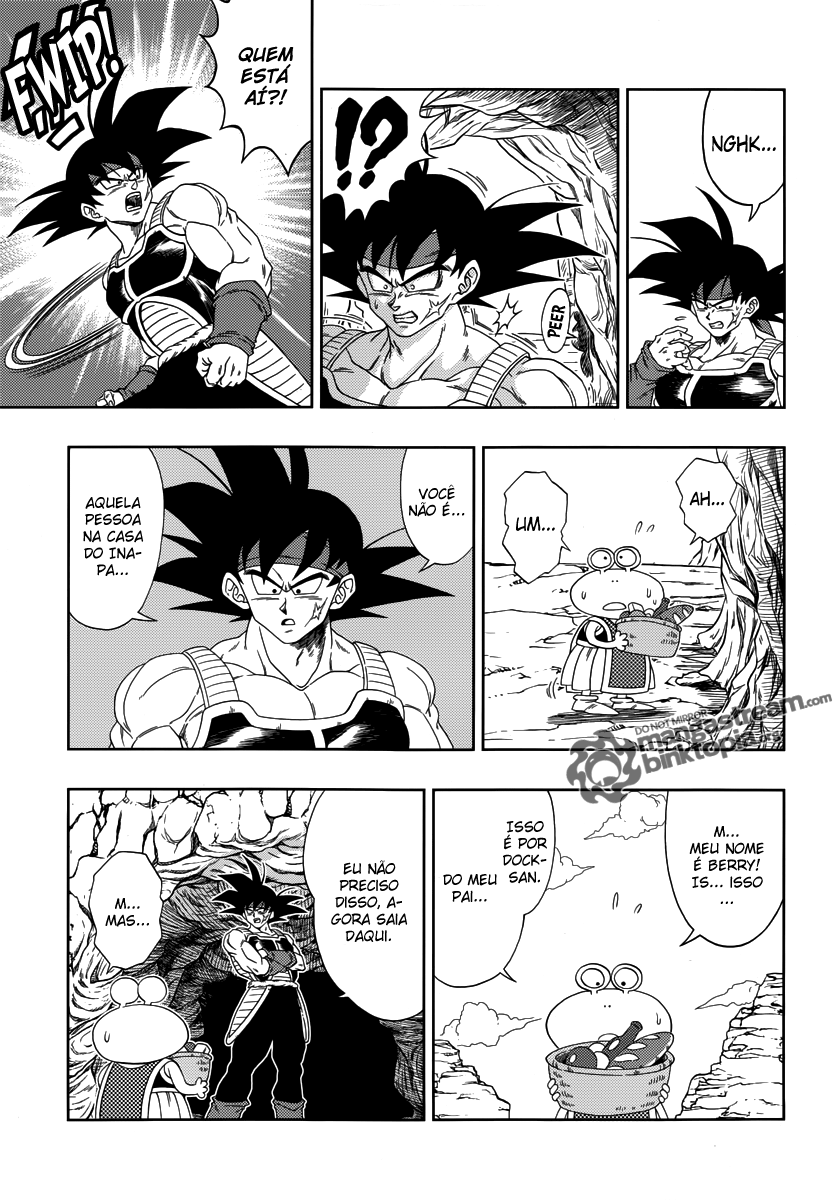 NGHK...
!?
PEER
FWIP!
QUEM
ESTÁ
AÍ?!
AH...
UM...
VOCÊ
NÃO É...
AQUELA
PESSOA
NA CASA
DO INA-
PA...
DO NOT MIRROR
mangastream.com
binktopia.org
M...
MEU NOME
É BERRY!
IS... ISSO
...
ISSO
É POR
DOCK-
SAN.
DO MEU
PAI...
EU NÃO
PRECISO
DISSO, A-
GORA SAIA
DAQUI.
M...
MAS...